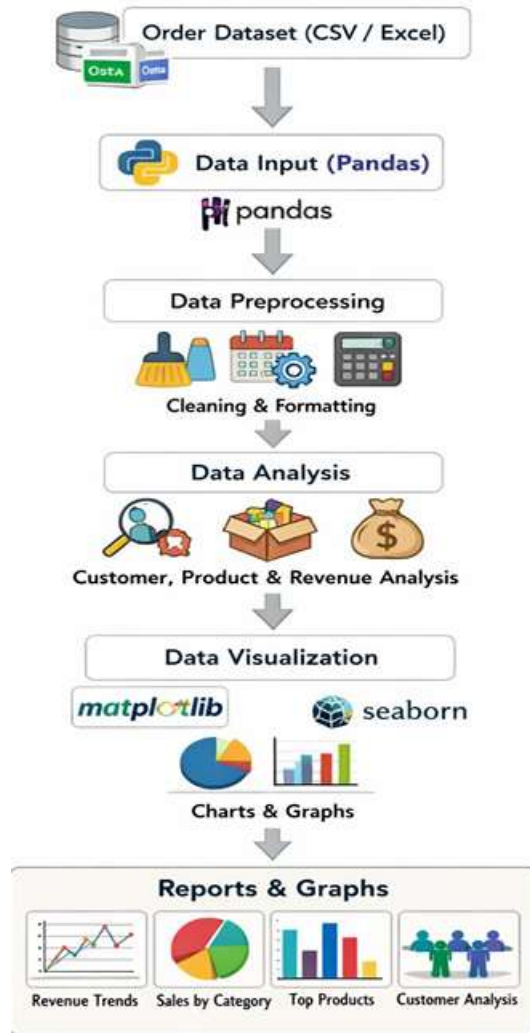 Order Dataset (CSV / Excel)
OstA
Data Input (Pandas)
pandas
Data Preprocessing
Cleaning & Formatting
Data Analysis
$
Customer, Product & Revenue Analysis
Data Visualization
matplotlib
seaborn
Charts & Graphs
Reports & Graphs
Revenue Trends
Sales by Category
Top Products
Customer Analysis